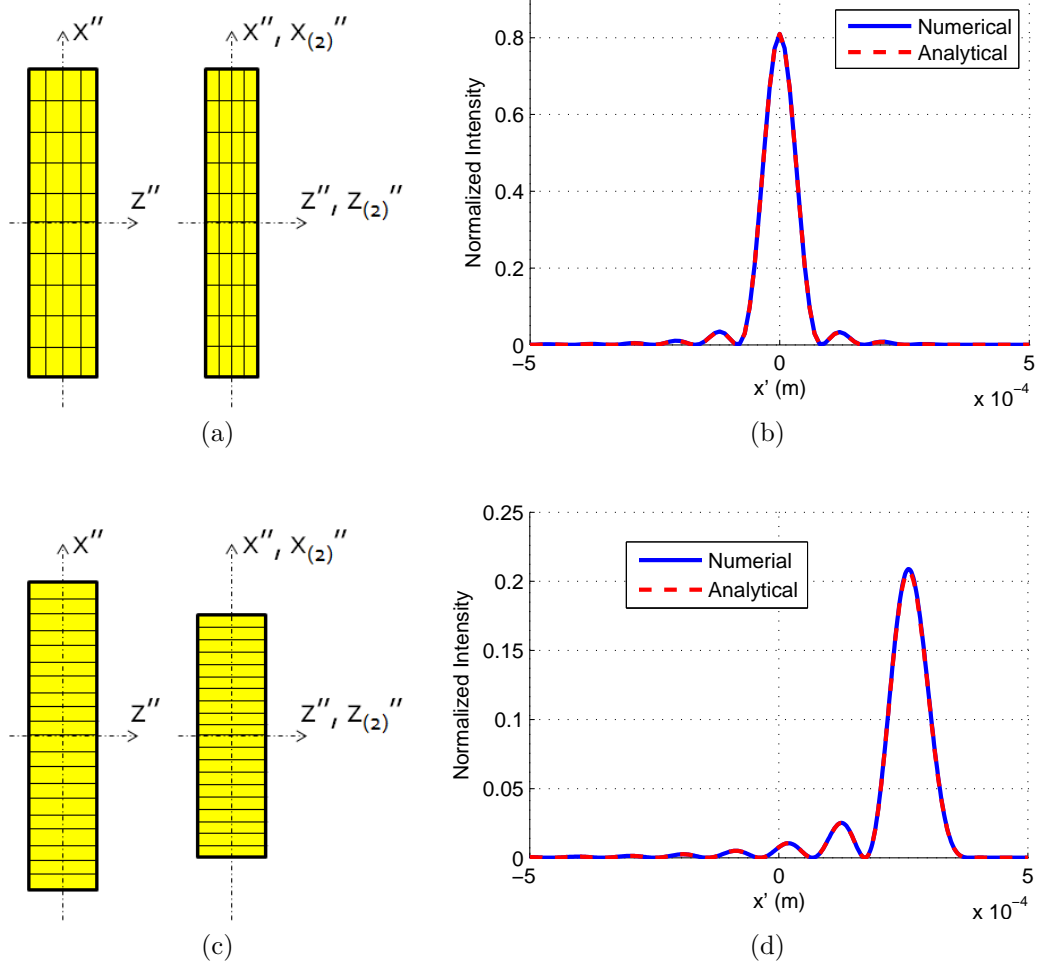 X″
X″, X(2)″
Z″
Z″, Z(2)″
(a)
Normalized Intensity
0.8
0.6
0.4
0.2
0
−5
0
5
x' (m)
x 10⁻⁴
Numerical
Analytical
(b)
X″
X″, X(2)″
Z″
Z″, Z(2)″
(c)
Normalized Intensity
0.25
0.2
0.15
0.1
0.05
0
−5
0
5
x' (m)
x 10⁻⁴
Numerial
Analytical
(d)